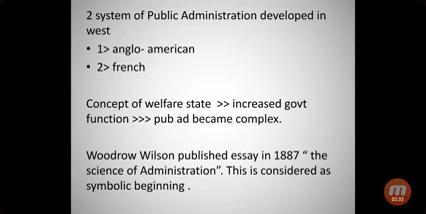 2 system of Public Administration developed in
west
• 1> anglo- american
• 2> french
Concept of welfare state >> increased govt
function >>> pub ad became complex.
Woodrow Wilson published essay in 1887 “ the
science of Administration”. This is considered as
symbolic beginning .
03:33